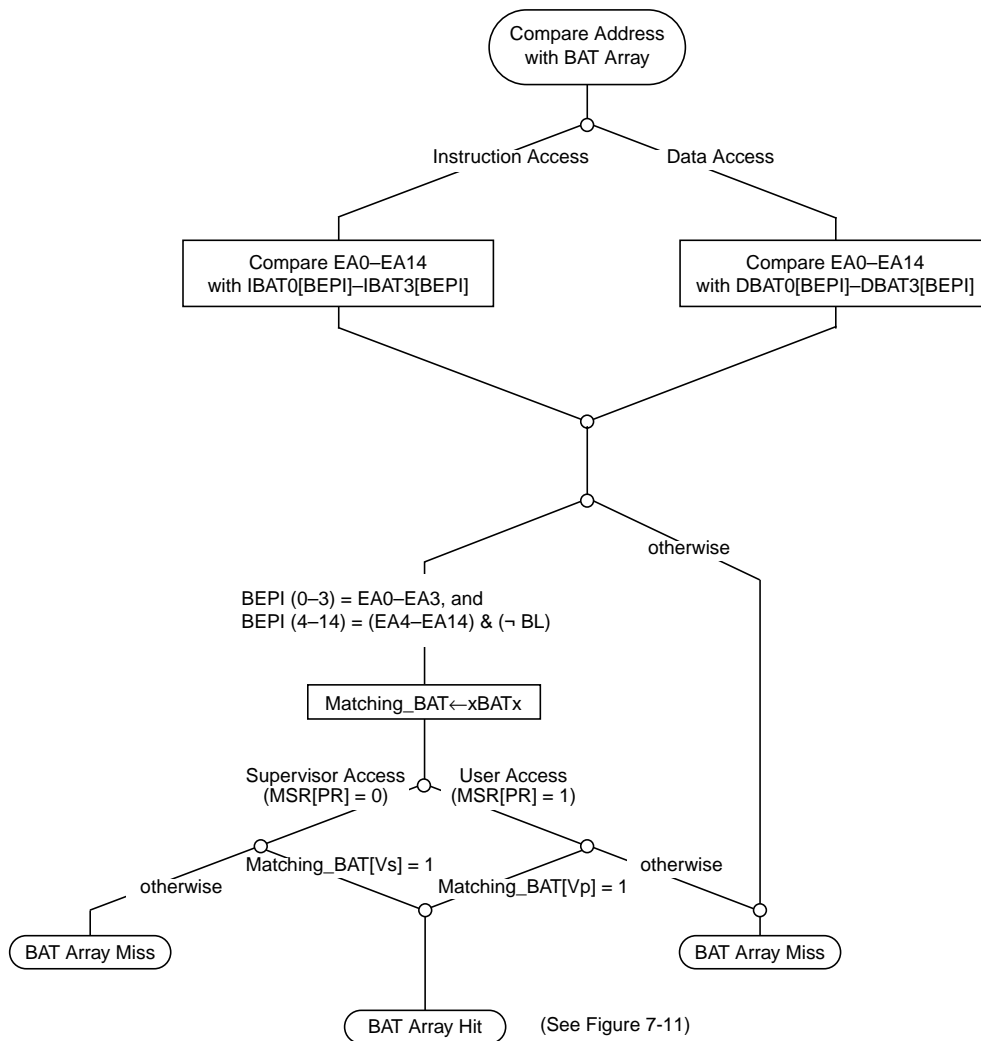 Compare Address
with BAT Array
Instruction Access
Data Access
Compare EA0–EA14
with IBAT0[BEPI]–IBAT3[BEPI]
Compare EA0–EA14
with DBAT0[BEPI]–DBAT3[BEPI]
otherwise
BEPI (0–3) = EA0–EA3, and
BEPI (4–14) = (EA4–EA14) & (¬ BL)
Matching_BAT←xBATx
Supervisor Access
(MSR[PR] = 0)
User Access
(MSR[PR] = 1)
otherwise
Matching_BAT[Vs] = 1
Matching_BAT[Vp] = 1
otherwise
BAT Array Miss
BAT Array Miss
BAT Array Hit
(See Figure 7-11)